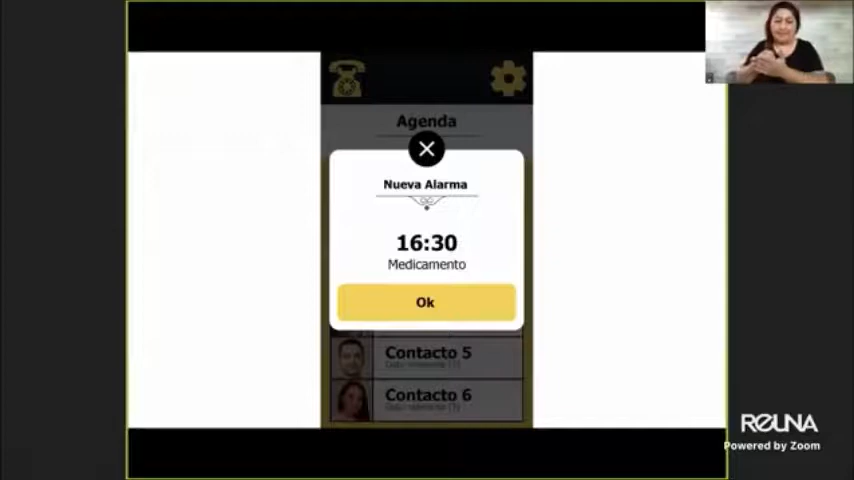 Agenda
Nueva Alarma
16:30
Medicamento
Ok
Contacto 5
Contacto 6
REUNA
Powered by Zoom